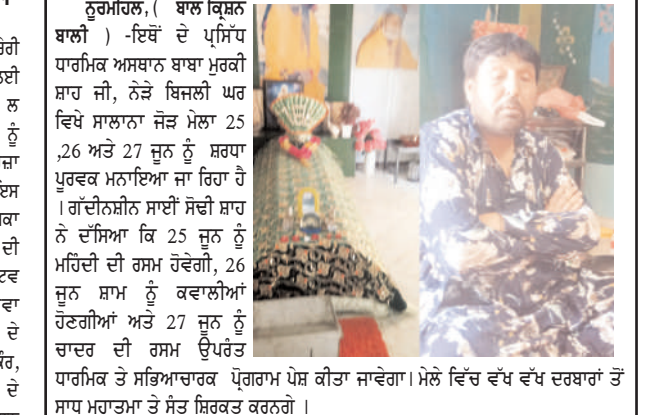 ਨੂਰਮਹਿਲ,( ਬਾਲ ਕ੍ਰਿਸ਼ਨ
ਬਾਲੀ ) -ਇਥੋਂ ਦੇ ਪ੍ਰਸਿੱਧ
ਧਾਰਮਿਕ ਅਸਥਾਨ ਬਾਬਾ ਮੁਰਕੀ
ਸ਼ਾਹ ਜੀ, ਨੇੜੇ ਬਿਜਲੀ ਘਰ
ਵਿਖੇ ਸਾਲਾਨਾ ਜੋੜ ਮੇਲਾ 25
,26 ਅਤੇ 27 ਜੂਨ ਨੂੰ ਸ਼ਰਧਾ
ਪੂਰਵਕ ਮਨਾਇਆ ਜਾ ਰਿਹਾ ਹੈ
। ਗੱਦੀਨਸ਼ੀਨ ਸਾਈਂ ਸੋਢੀ ਸ਼ਾਹ
ਨੇ ਦੱਸਿਆ ਕਿ 25 ਜੂਨ ਨੂੰ
ਮਹਿੰਦੀ ਦੀ ਰਸਮ ਹੋਵੇਗੀ, 26
ਜੂਨ ਸ਼ਾਮ ਨੂੰ ਕਵਾਲੀਆਂ
ਹੋਣਗੀਆਂ ਅਤੇ 27 ਜੂਨ ਨੂੰ
ਚਾਦਰ ਦੀ ਰਸਮ ਉਪਰੰਤ
ਧਾਰਮਿਕ ਤੇ ਸਭਿਆਚਾਰਕ ਪ੍ਰੋਗਰਾਮ ਪੇਸ਼ ਕੀਤਾ ਜਾਵੇਗਾ। ਮੇਲੇ ਵਿੱਚ ਵੱਖ ਵੱਖ ਦਰਬਾਰਾਂ ਤੋਂ
ਸਾਧ ਮਹਾਤਮਾ ਤੇ ਸੰਤ ਸ਼ਿਰਕਤ ਕਰਨਗੇ ।